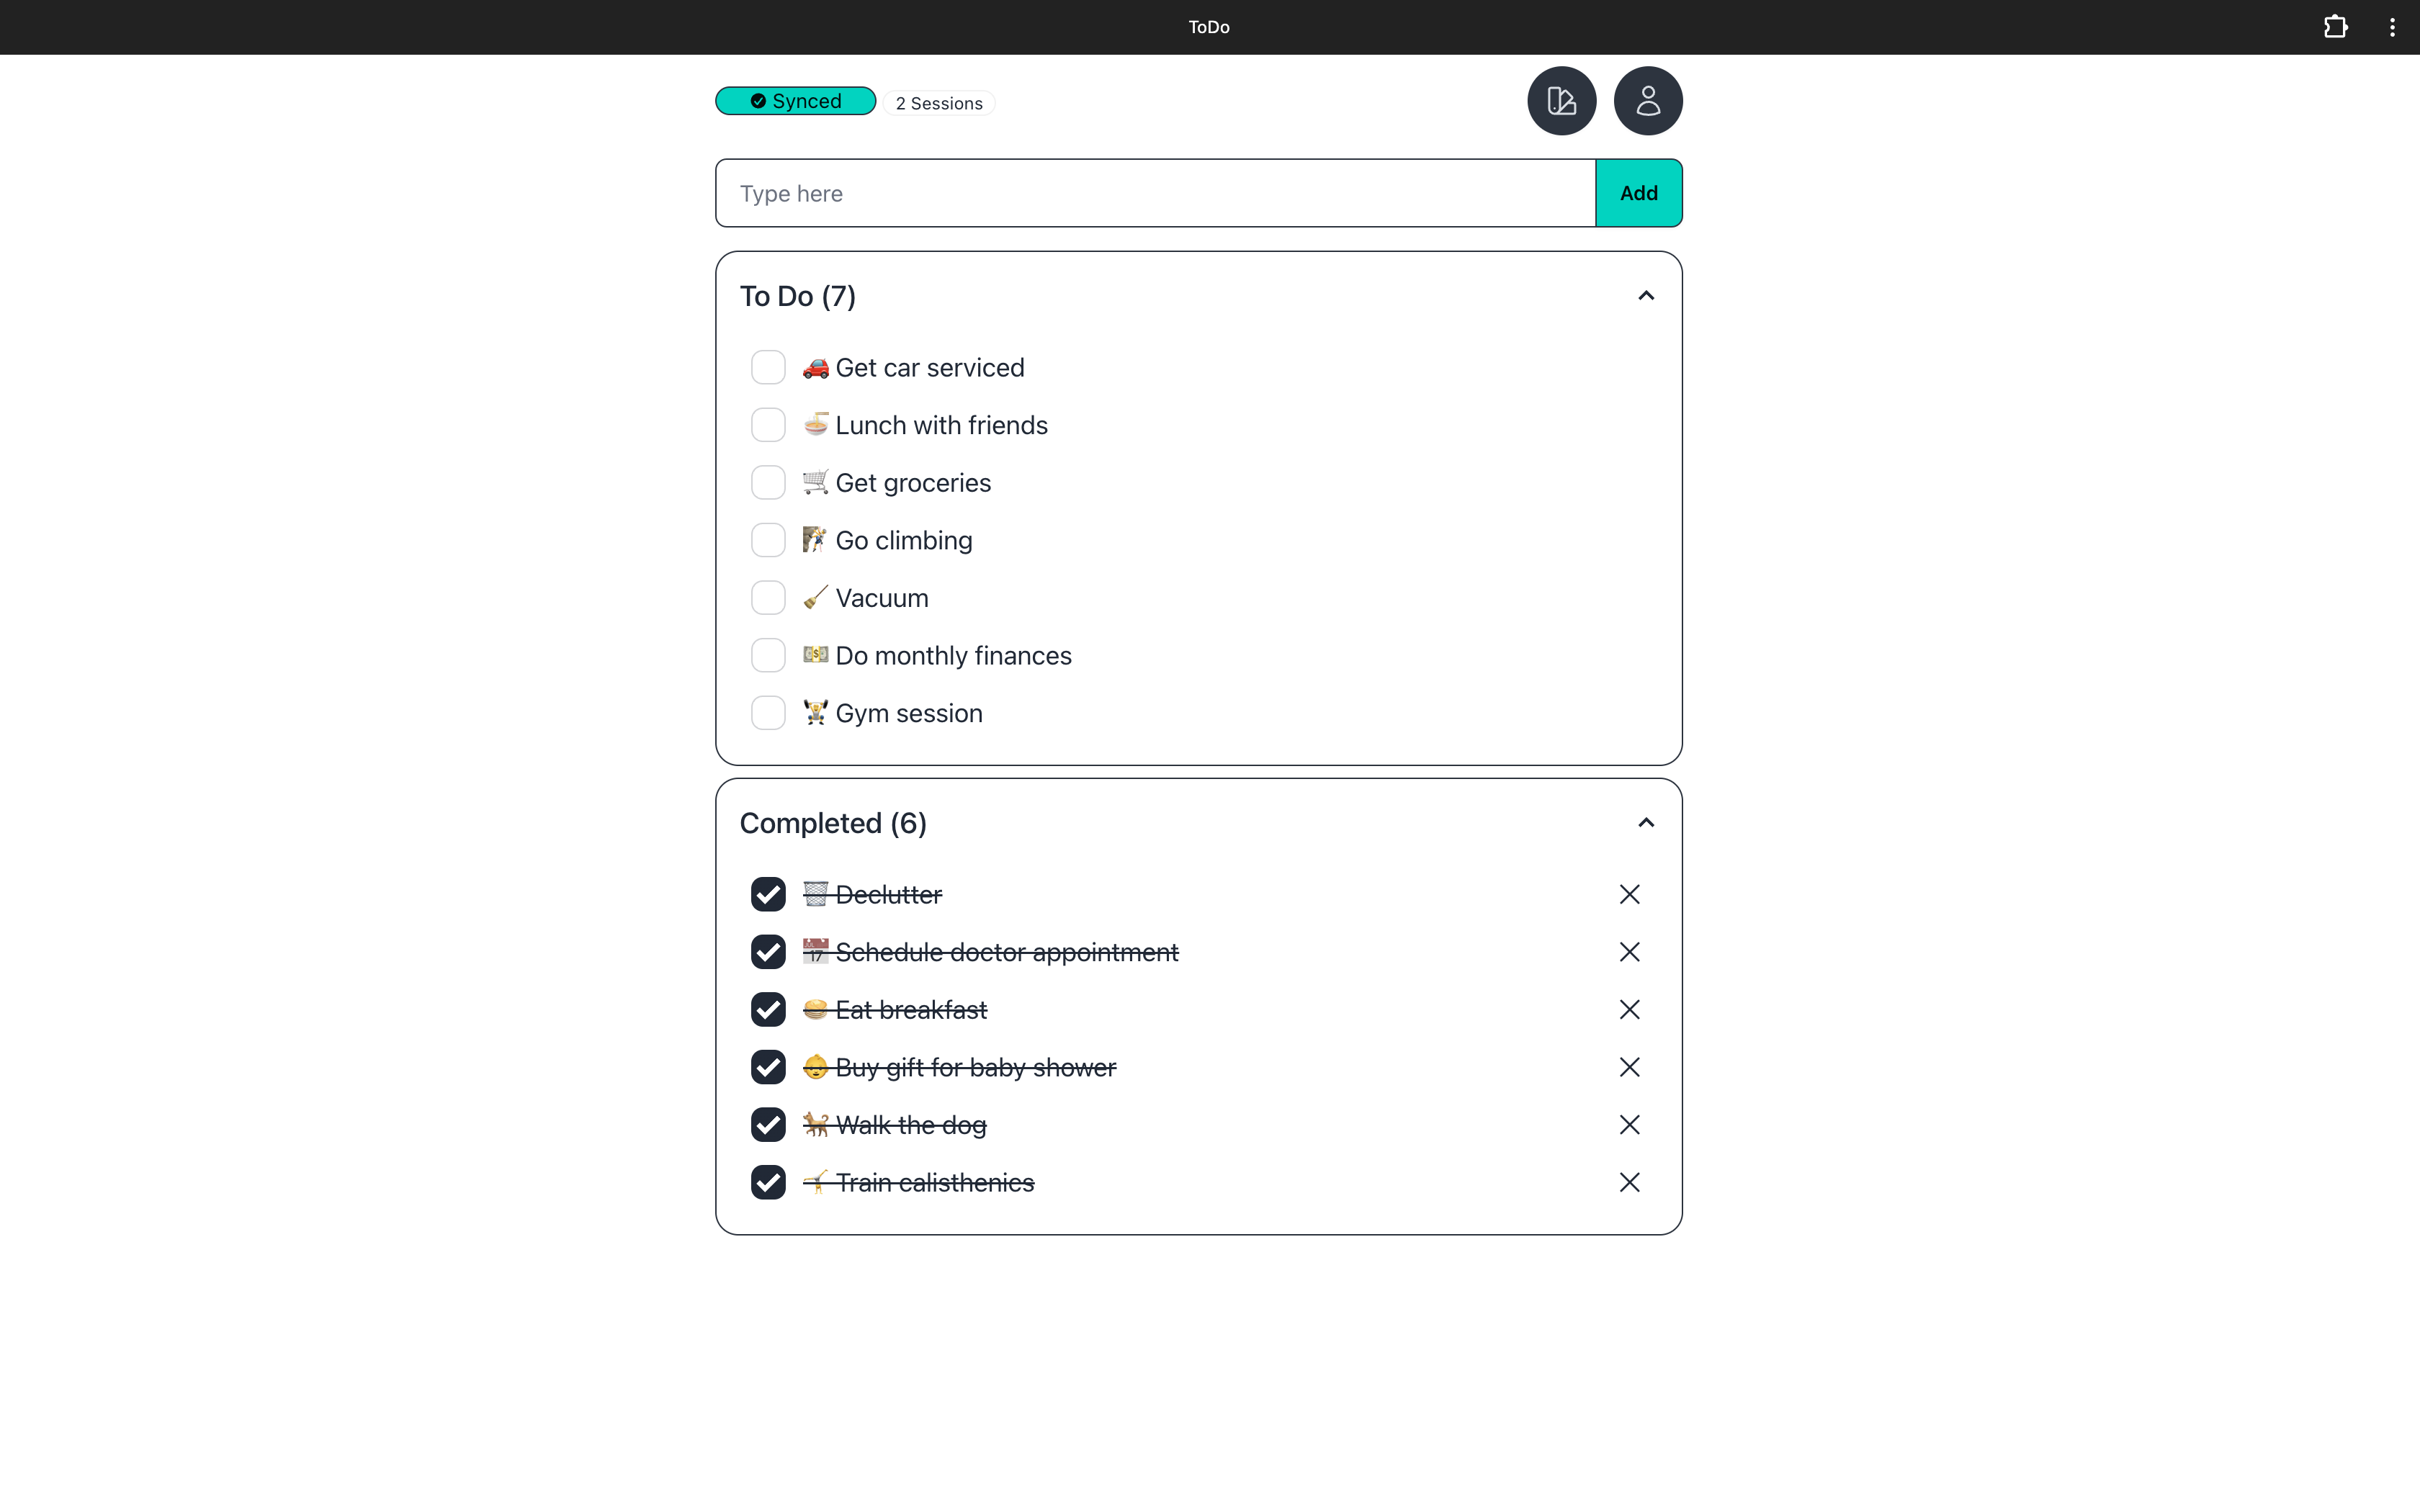 ToDo
Synced
2 Sessions
Type here
Add
To Do (7)
🚗 Get car serviced
🍜 Lunch with friends
🛒 Get groceries
🧗 Go climbing
🧹 Vacuum
💵 Do monthly finances
🏋️ Gym session
Completed (6)
🗑️ Declutter
📅 Schedule doctor appointment
🥞 Eat breakfast
👶 Buy gift for baby shower
🐕 Walk the dog
🤸 Train calisthenics